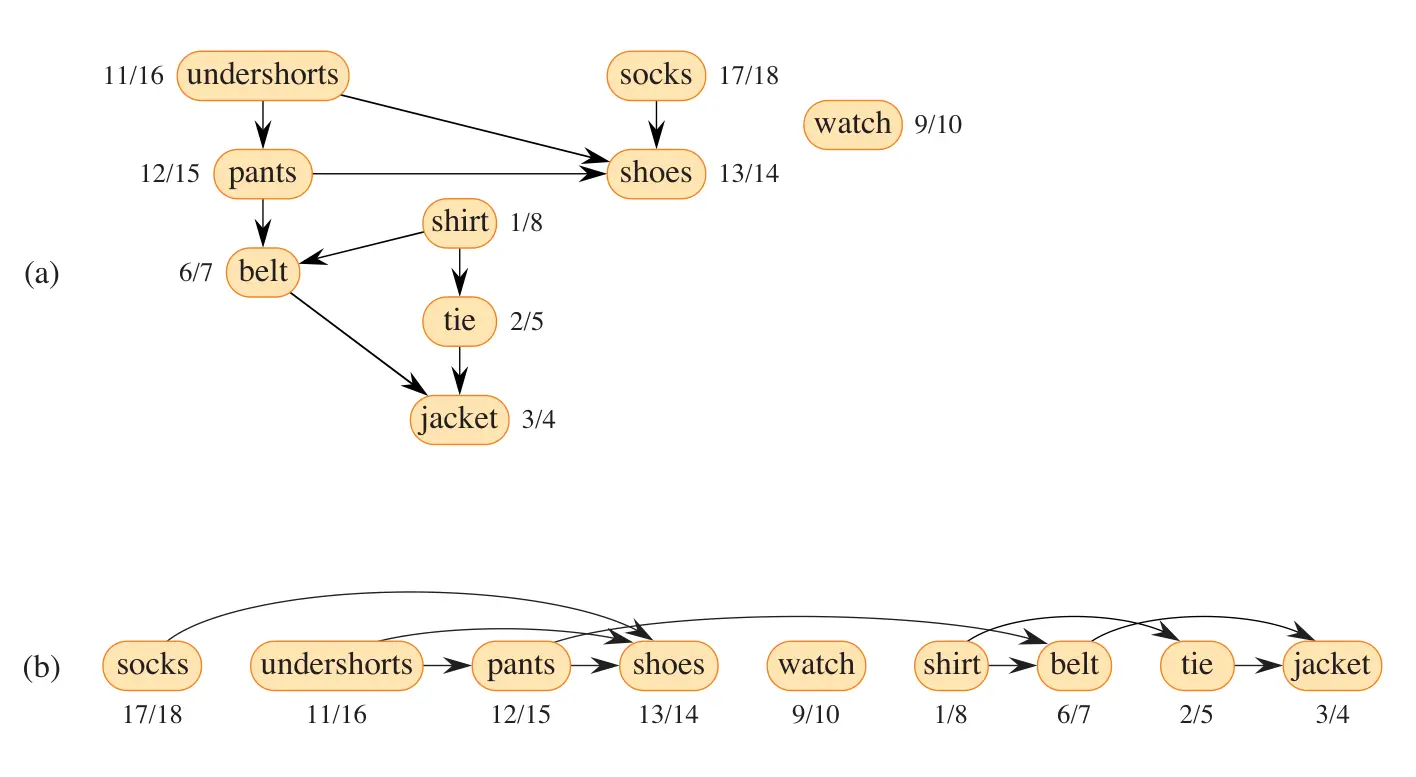 11/16 undershorts socks 17/18
watch 9/10
12/15 pants shoes 13/14
shirt 1/8
(a) 6/7 belt
tie 2/5
jacket 3/4
(b) socks undershorts pants shoes watch shirt belt tie jacket
17/18 11/16 12/15 13/14 9/10 1/8 6/7 2/5 3/4